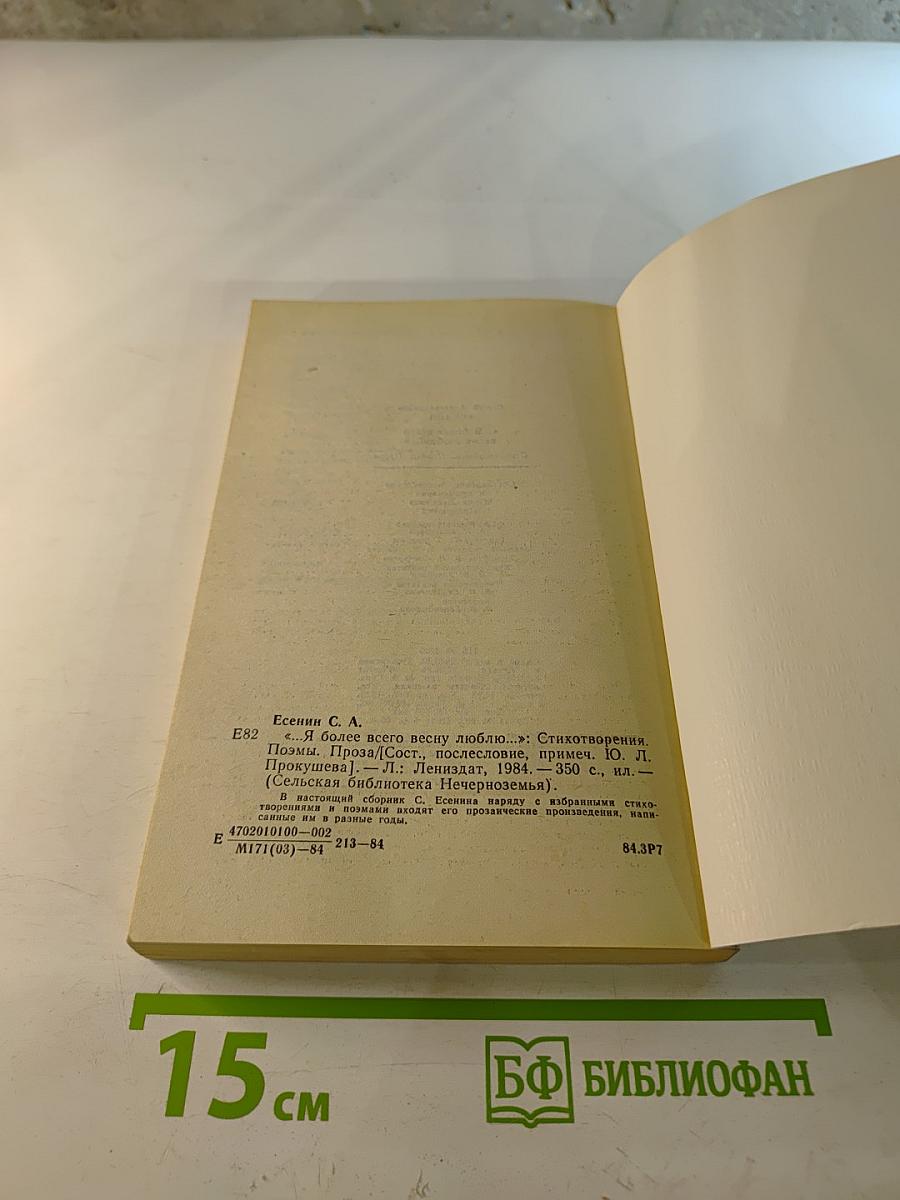 Есенин С. А.
Е82 «...Я более всего весну люблю...»: Стихотворения.
Поэмы. Проза/[Сост., послесловие, примеч. Ю. Л.
Прокушева]. — Л.: Лениздат, 1984. — 350 с., ил. —
(Сельская библиотека Нечерноземья).
В настоящий сборник С. Есенина наряду с избранными стихо-
творениями и поэмами входят его прозаические произведения, напи-
санные им в разные годы.
Е 4702010100—002
М171(03)—84 213—84 84.3Р7
15 см БФ БИБЛИОФАН